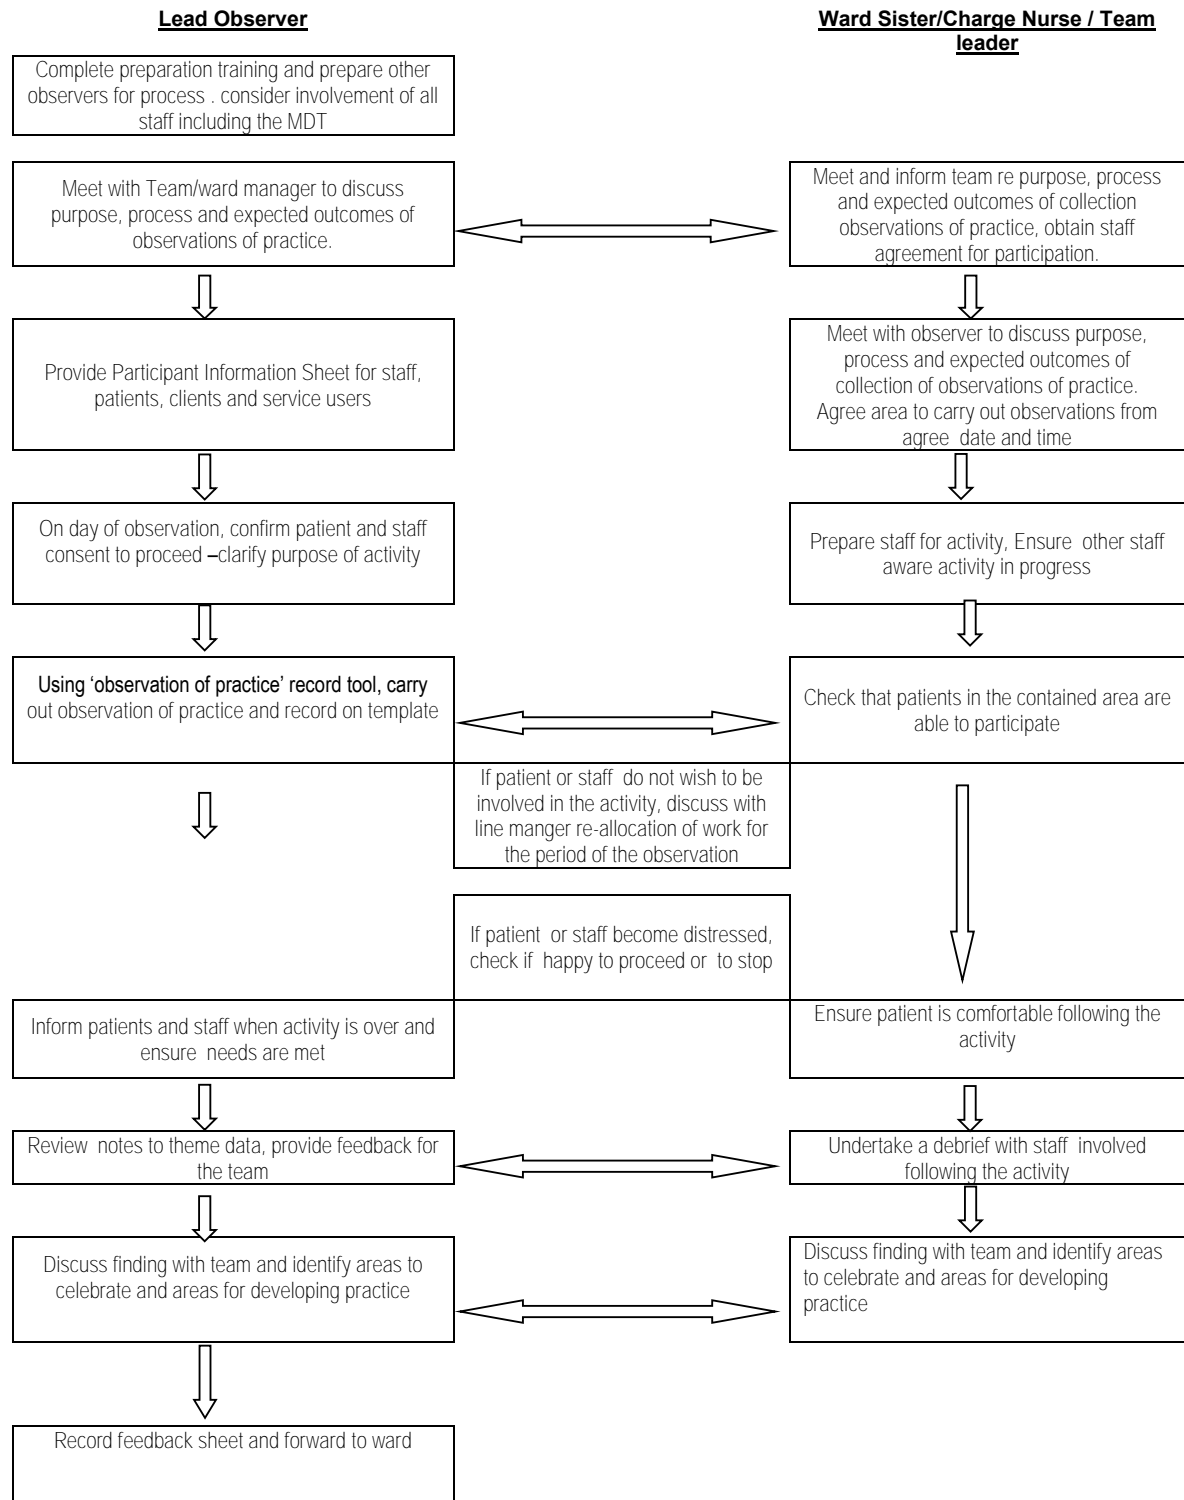 Lead Observer
Ward Sister/Charge Nurse / Team
leader
Complete preparation training and prepare other
observers for process . consider involvement of all
staff including the MDT
Meet with Team/ward manager to discuss
purpose, process and expected outcomes of
observations of practice.
Meet and inform team re purpose, process
and expected outcomes of collection
observations of practice, obtain staff
agreement for participation.
Provide Participant Information Sheet for staff,
patients, clients and service users
Meet with observer to discuss purpose,
process and expected outcomes of
collection of observations of practice.
Agree area to carry out observations from
agree date and time
On day of observation, confirm patient and staff
consent to proceed –clarify purpose of activity
Prepare staff for activity, Ensure other staff
aware activity in progress
Using ‘observation of practice’ record tool, carry
out observation of practice and record on template
Check that patients in the contained area are
able to participate
If patient or staff do not wish to be
involved in the activity, discuss with
line manger re-allocation of work for
the period of the observation
If patient or staff become distressed,
check if happy to proceed or to stop
Inform patients and staff when activity is over and
ensure needs are met
Ensure patient is comfortable following the
activity
Review notes to theme data, provide feedback for
the team
Undertake a debrief with staff involved
following the activity
Discuss finding with team and identify areas to
celebrate and areas for developing practice
Discuss finding with team and identify areas
to celebrate and areas for developing
practice
Record feedback sheet and forward to ward